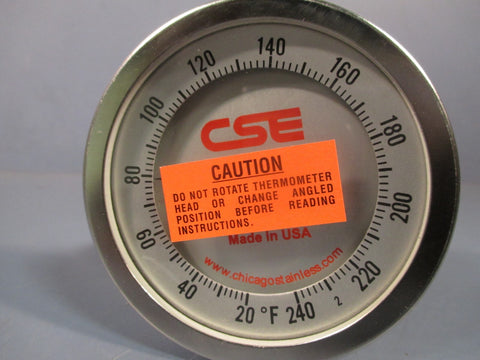 CSE
CAUTION
DO NOT ROTATE THERMOMETER
HEAD OR CHANGE ANGLED
POSITION BEFORE READING
INSTRUCTIONS.
Made in USA
www.chicagostainless.com
20
40
60
80
100
120
140
160
180
200
220
240
°F
2